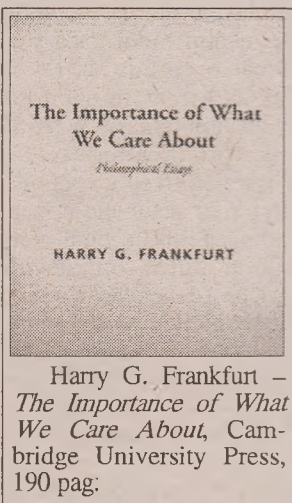 The Importance of What
We Care About
Philosophical Essays
HARRY G. FRANKFURT
Harry G. Frankfurt –
The Importance of What
We Care About, Cam-
bridge University Press,
190 pag.